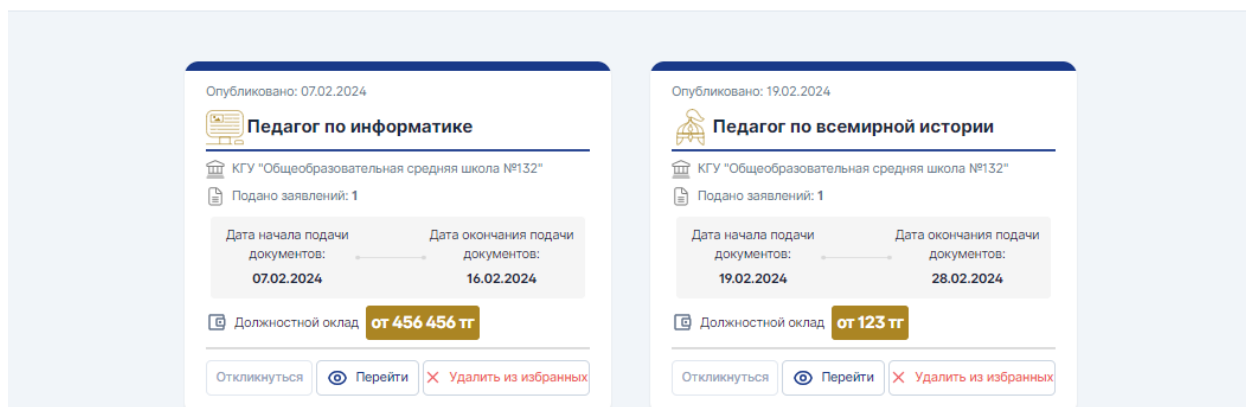 Опубликовано: 07.02.2024
Педагог по информатике
КГУ "Общеобразовательная средняя школа №132"
Подано заявлений: 1
Дата начала подачи документов:
07.02.2024
Дата окончания подачи документов:
16.02.2024
Должностной оклад от 456 456 тг
Откликнуться Перейти Удалить из избранных
Опубликовано: 19.02.2024
Педагог по всемирной истории
КГУ "Общеобразовательная средняя школа №132"
Подано заявлений: 1
Дата начала подачи документов:
19.02.2024
Дата окончания подачи документов:
28.02.2024
Должностной оклад от 123 тг
Откликнуться Перейти Удалить из избранных